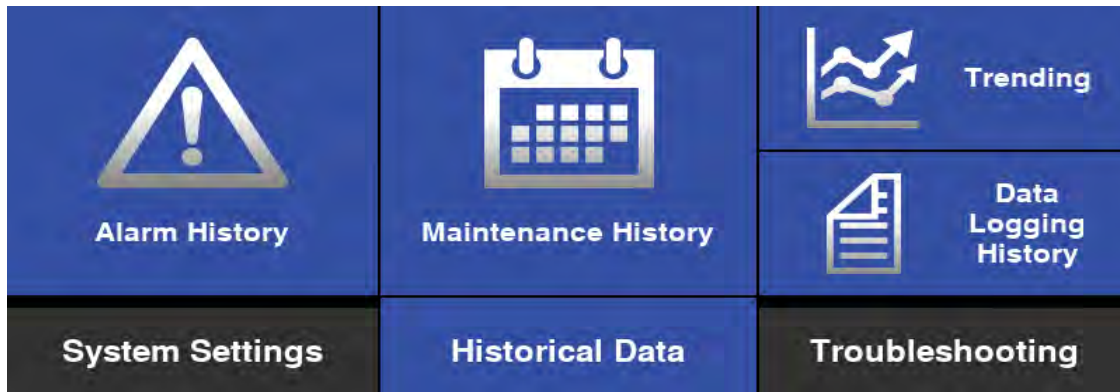 Alarm History
Maintenance History
Trending
Data
Logging
History
System Settings
Historical Data
Troubleshooting